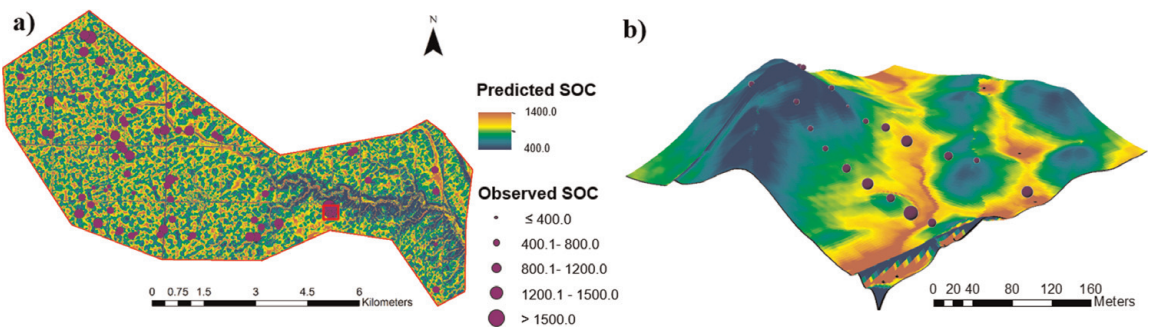 a)
N
Predicted SOC
1400.0
400.0
Observed SOC
≤ 400.0
400.1- 800.0
800.1- 1200.0
1200.1 - 1500.0
> 1500.0
0 0.75 1.5 3 4.5 6
Kilometers
b)
0 20 40 80 120 160
Meters